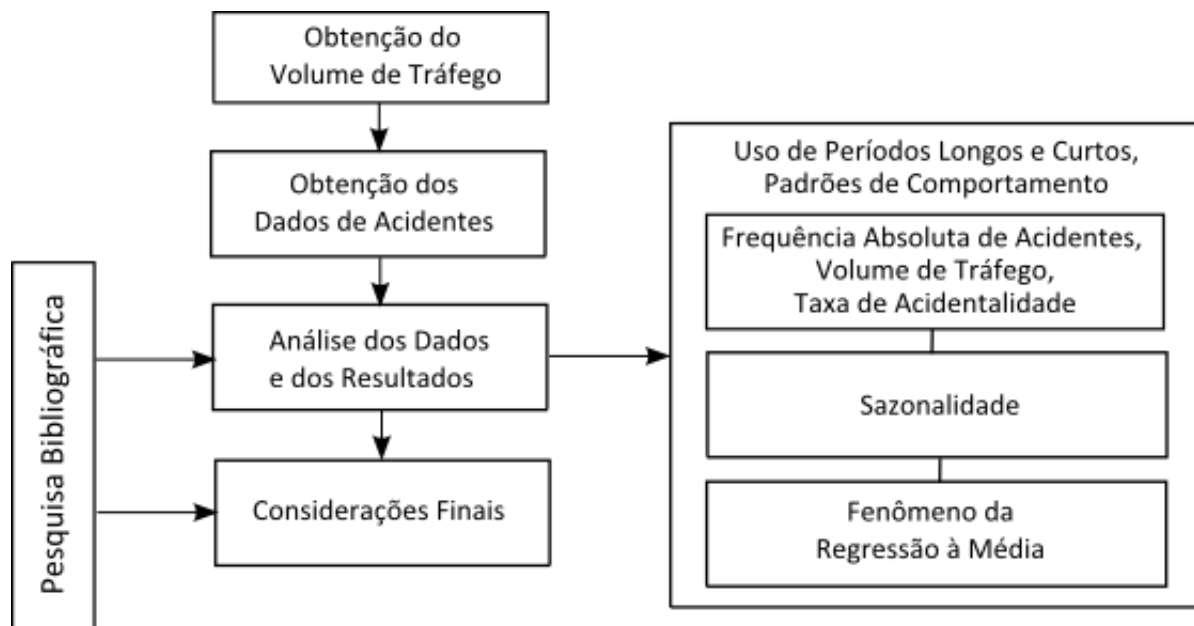 Obtenção do
Volume de Tráfego
Obtenção dos
Dados de Acidentes
Pesquisa Bibliográfica
Análise dos Dados
e dos Resultados
Considerações Finais
Uso de Períodos Longos e Curtos,
Padrões de Comportamento
Frequência Absoluta de Acidentes,
Volume de Tráfego,
Taxa de Acidentalidade
Sazonalidade
Fenômeno da
Regressão à Média